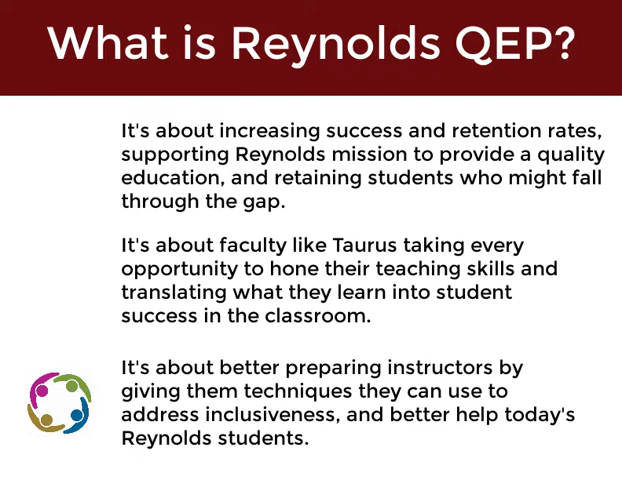 What is Reynolds QEP?
It's about increasing success and retention rates,
supporting Reynolds mission to provide a quality
education, and retaining students who might fall
through the gap.
It's about faculty like Taurus taking every
opportunity to hone their teaching skills and
translating what they learn into student
success in the classroom.
It's about better preparing instructors by
giving them techniques they can use to
address inclusiveness, and better help today's
Reynolds students.